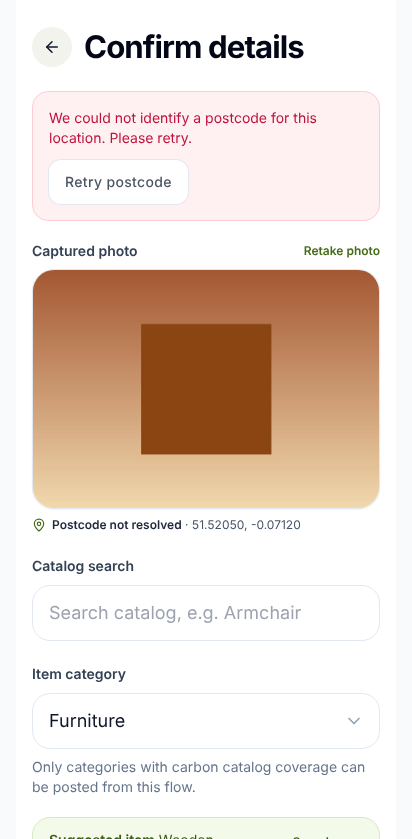 Confirm details
We could not identify a postcode for this
location. Please retry.
Retry postcode
Captured photo Retake photo
Postcode not resolved · 51.52050, -0.07120
Catalog search
Search catalog, e.g. Armchair
Item category
Furniture
Only categories with carbon catalog coverage can
be posted from this flow.
Suggested item Wooden